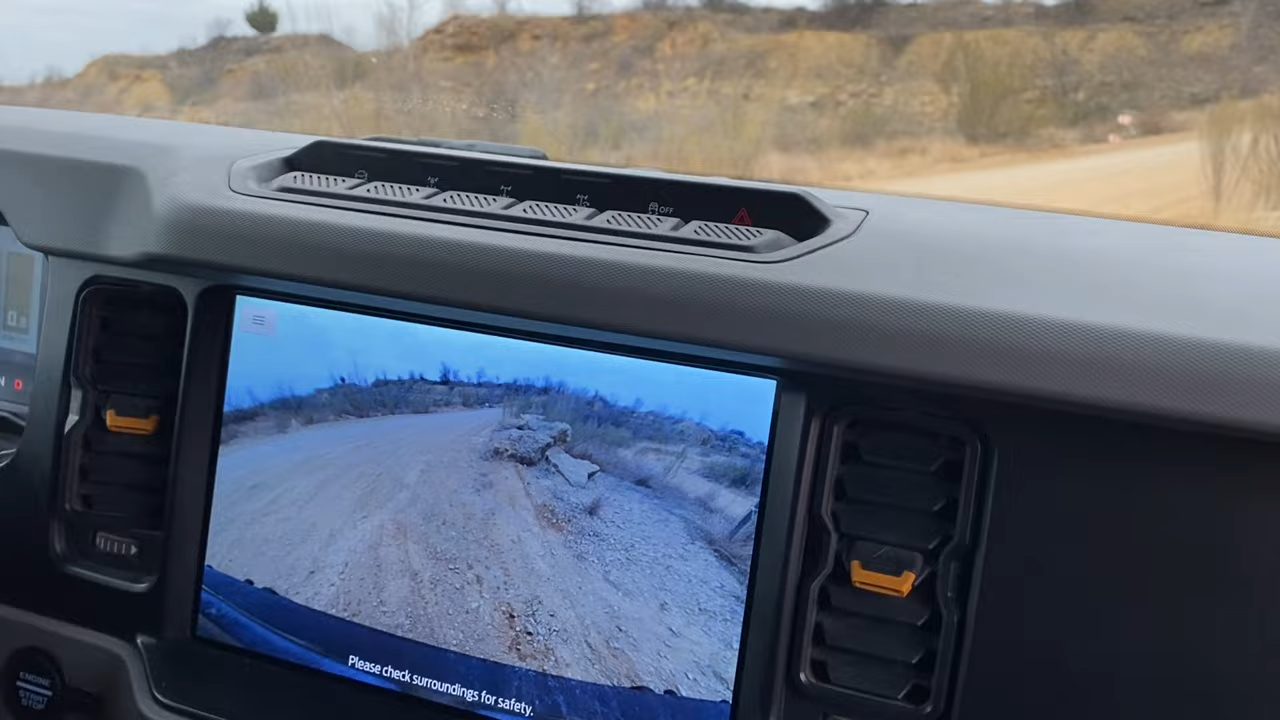 OFF
N D
Please check surroundings for safety.
ENGINE
START
STOP